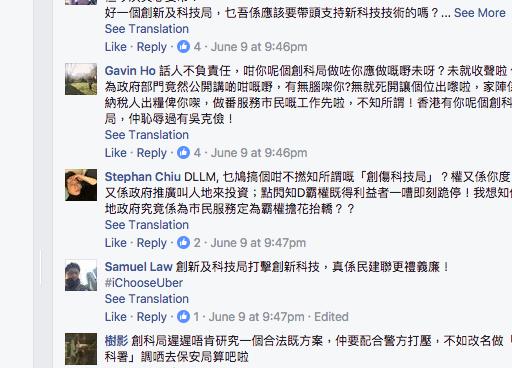 好一個創新及科技局，乜吾係應該要帶頭支持新科技技術的嗎？... See More
See Translation
Like · Reply · 4 · June 9 at 9:46pm
Gavin Ho 話人不負責任，咁你呢個創科局做咗你應做嘅嘢未呀？未就收聲啦
為政府部門竟然公開講啲咁嘅嘢，有無腦㗎你?無就死開讓個位出嚟啦，家陣
納稅人出糧俾你㗎，做番服務市民嘅工作先啦，不知所謂！香港有你呢個創科
局，仲恥辱過有吳克儉！
See Translation
Like · Reply · 4 · June 9 at 9:46pm
Stephan Chiu DLLM, 乜鳩搞個咁不撚知所謂嘅「創傷科技局」？權又係你度
又係政府推廣叫人地來投資；點閃知D霸權既得利益者一嘈即刻跪停！我想知
地政府究竟係為市民服務定為霸權擔花抬轎？？
See Translation
Like · Reply · 2 · June 9 at 9:47pm
Samuel Law 創新及科技局打擊創新科技，真係民建聯更禮義廉！
#iChooseUber
See Translation
Like · Reply · 1 · June 9 at 9:47pm · Edited
樹影 創科局遲遲唔肯研究一個合法既方案，仲要配合警方打壓，不如改名做「
科署」調哂去保安局算吧啦